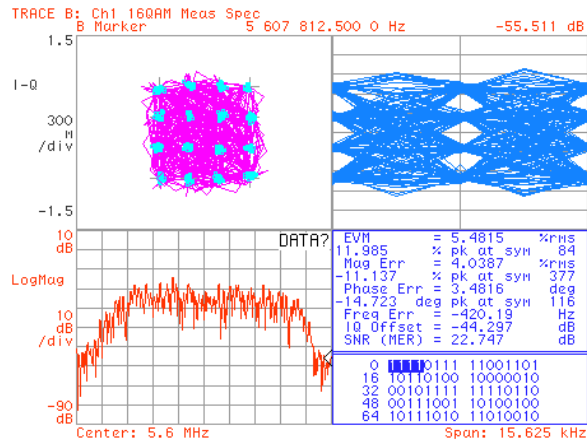 TRACE B: Ch1 16QAM Meas Spec
B Marker 5 607 812.500 0 Hz -55.511 dB
1.5
I-Q
300
M
/div
-1.5
10
dB
DATA?
LogMag
10
dB
/div
-90
dB
Center: 5.6 MHz Span: 15.625 kHz
EVM = 5.4815 %rms
11.985 % pk at sym 84
Mag Err = 4.0387 %rms
-11.137 % pk at sym 377
Phase Err = 3.4816 deg
-14.723 deg pk at sym 116
Freq Err = -420.19 Hz
IQ Offset = -44.297 dB
SNR (MER) = 22.747 dB
0 11110111 11001101
16 10110100 10000010
32 00101111 11110110
48 00111001 10100100
64 10111010 11010010